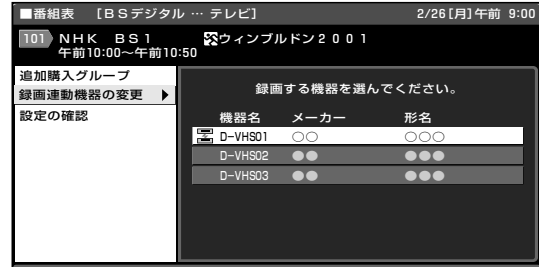 ■番組表 [BSデジタル … テレビ] 2/26[月]午前 9:00
101 NHK BS1 ウィンブルドン2001
午前10:00～午前10:50
追加購入グループ
録画連動機器の変更 ▶
設定の確認
録画する機器を選んでください。
機器名 メーカー 形名
D-VHS01 ○○ ○○○
D-VHS02 ●● ●●●
D-VHS03 ●● ●●●